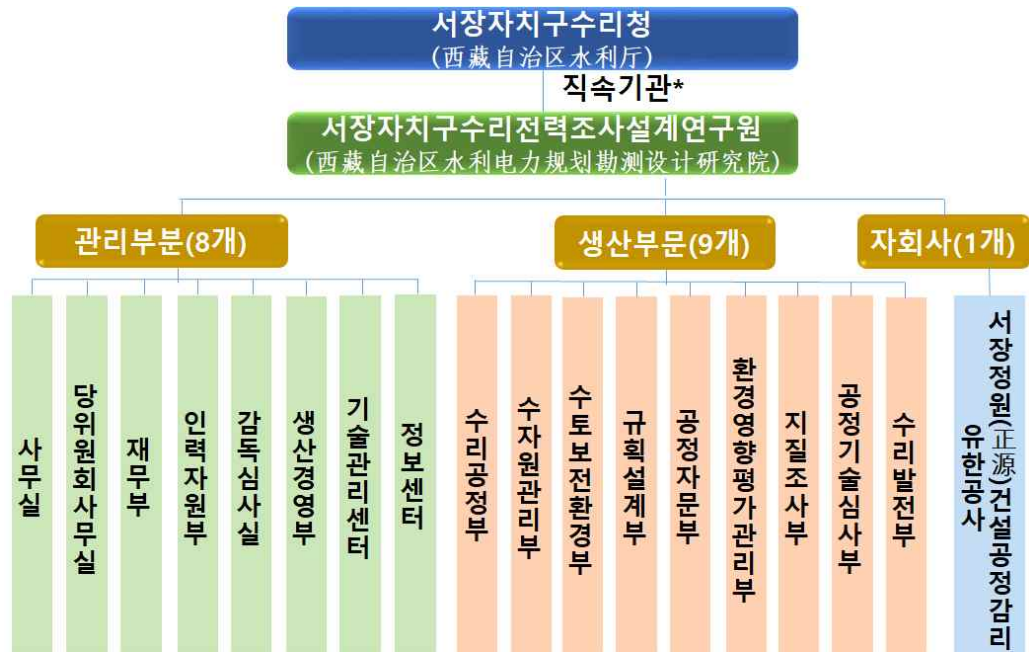 서장자치구수리청
(西藏自治区水利厅)
직속기관*
서장자치구수리전력조사설계연구원
(西藏自治区水利电力规划勘测设计研究院)
관리부분(8개)
생산부문(9개)
자회사(1개)
사무실
당위원회사무실
재무부
인력자원부
감독심사실
생산경영부
기술관리센터
정보센터
수리공정부
수자원관리부
수토보전환경부
규획설계부
공정자문부
환경영향평가관리부
지질조사부
공정기술심사부
수리발전부
서장정원(正源)건설공정감리
유한공사